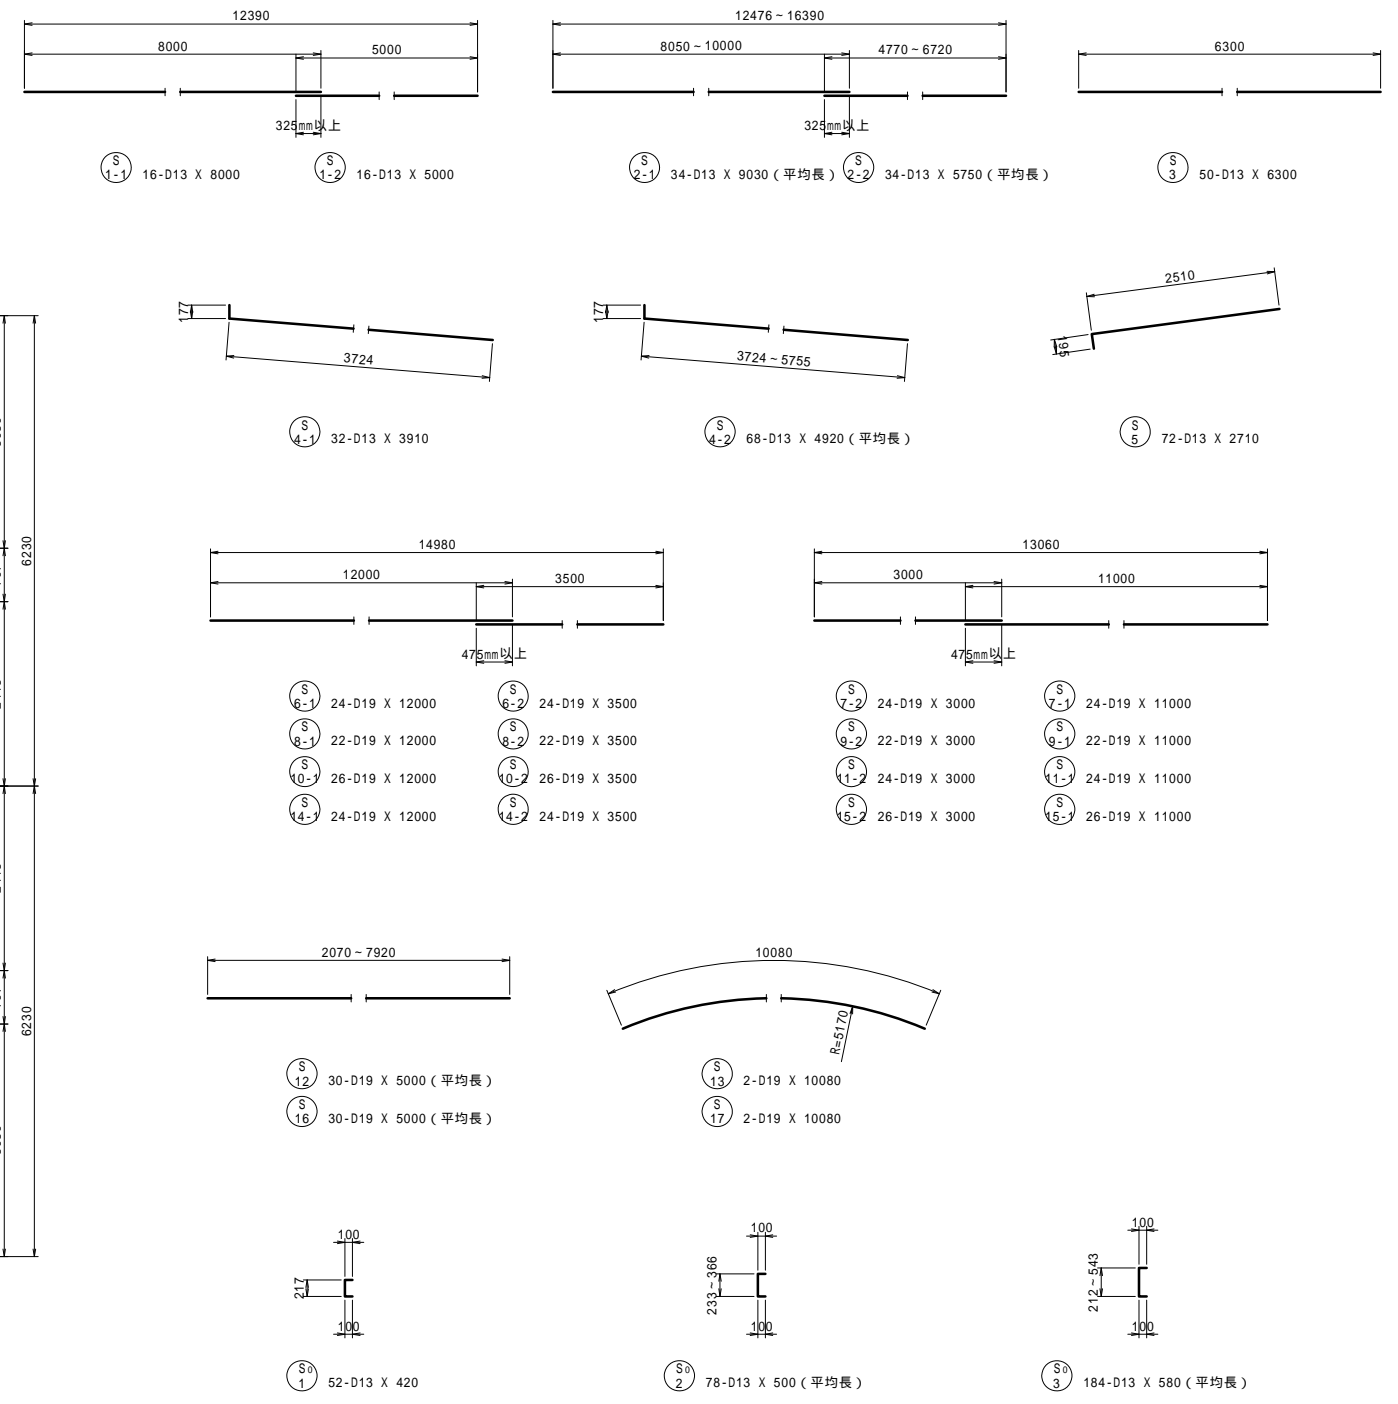 12390
8000
5000
325mm以上
S 1-1 16-D13 X 8000
S 1-2 16-D13 X 5000
12476~16390
8050~10000
4770~6720
325mm以上
S 2-1 34-D13 X 9030(平均長)
S 2-2 34-D13 X 5750(平均長)
6300
S 3 50-D13 X 6300
177
3724
S 4-1 32-D13 X 3910
177
3724~5755
S 4-2 68-D13 X 4920(平均長)
2510
195
S 5 72-D13 X 2710
6230
6230
14980
12000
3500
475mm以上
S 6-1 24-D19 X 12000
S 6-2 24-D19 X 3500
S 8-1 22-D19 X 12000
S 8-2 22-D19 X 3500
S 10-1 26-D19 X 12000
S 10-2 26-D19 X 3500
S 14-1 24-D19 X 12000
S 14-2 24-D19 X 3500
13060
3000
11000
475mm以上
S 7-2 24-D19 X 3000
S 7-1 24-D19 X 11000
S 9-2 22-D19 X 3000
S 9-1 22-D19 X 11000
S 11-2 24-D19 X 3000
S 11-1 24-D19 X 11000
S 15-2 26-D19 X 3000
S 15-1 26-D19 X 11000
2070~7920
S 12 30-D19 X 5000(平均長)
S 16 30-D19 X 5000(平均長)
10080
R=5170
S 13 2-D19 X 10080
S 17 2-D19 X 10080
100
217
100
S0 1 52-D13 X 420
100
233~366
100
S0 2 78-D13 X 500(平均長)
100
212~543
100
S0 3 184-D13 X 580(平均長)